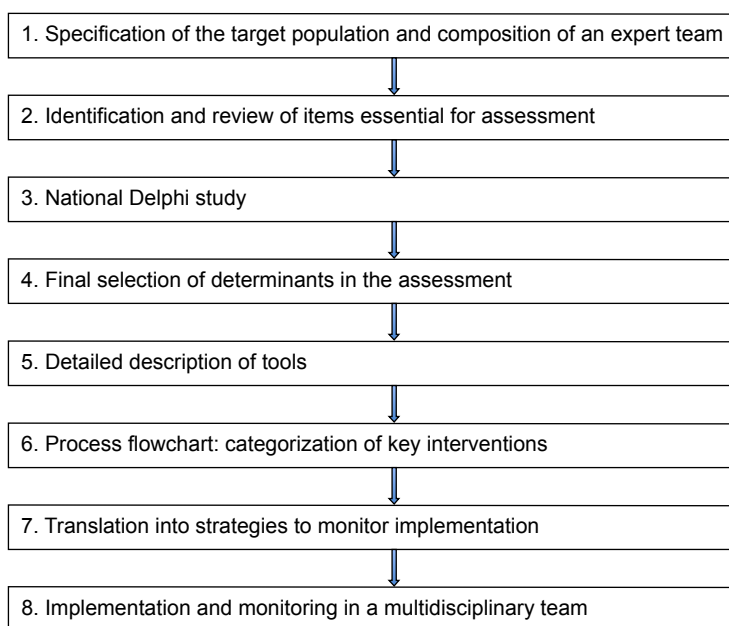 1. Specification of the target population and composition of an expert team
2. Identification and review of items essential for assessment
3. National Delphi study
4. Final selection of determinants in the assessment
5. Detailed description of tools
6. Process flowchart: categorization of key interventions
7. Translation into strategies to monitor implementation
8. Implementation and monitoring in a multidisciplinary team